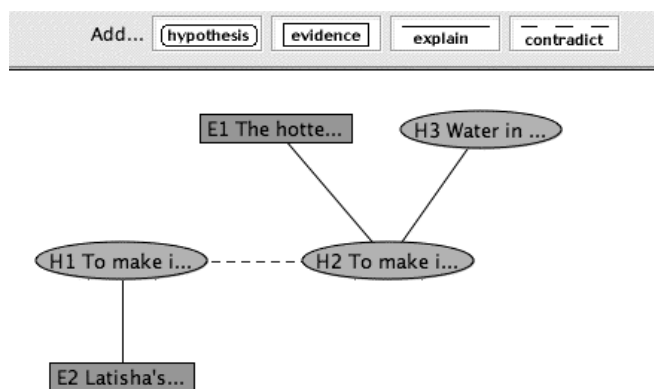 Add... hypothesis evidence explain contradict
E1 The hotte... H3 Water in ...
H1 To make i... H2 To make i...
E2 Latisha's...